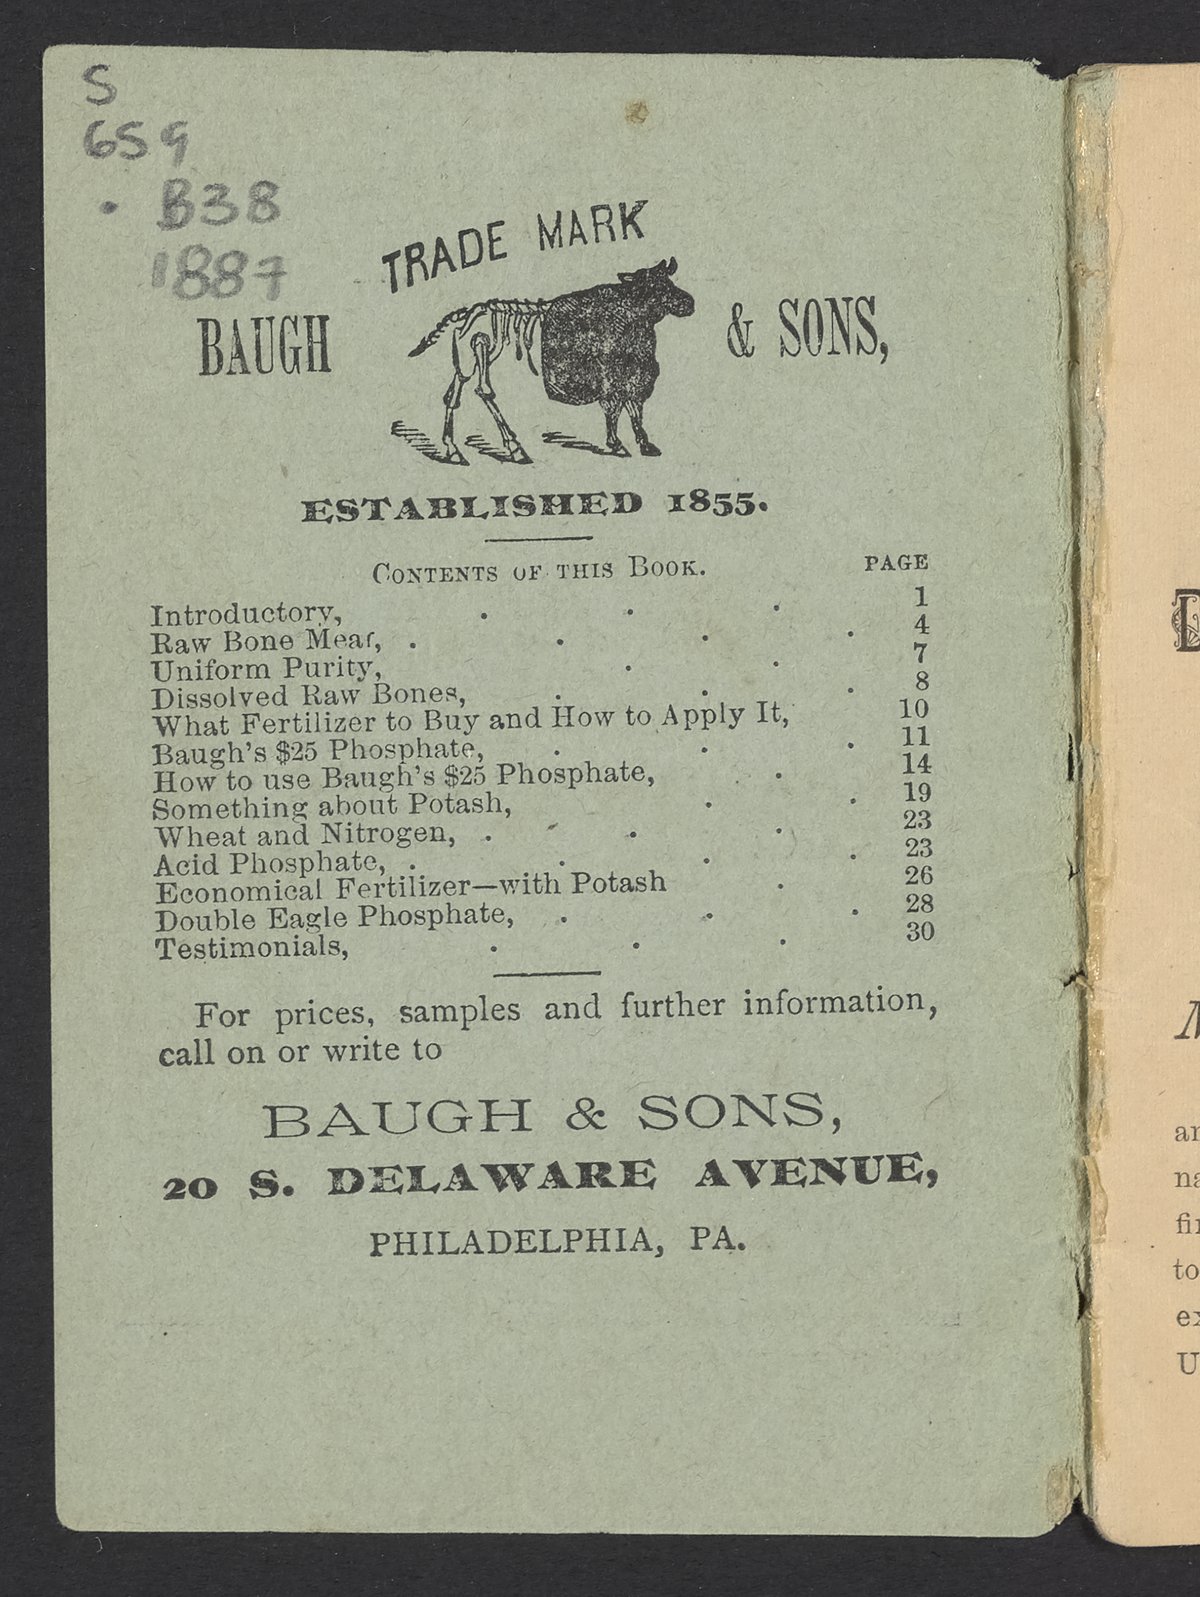 S
659
. B38
1887
TRADE MARK
BAUGH & SONS,
ESTABLISHED 1855.
CONTENTS OF THIS BOOK. PAGE
Introductory, . . . 1
Raw Bone Meal, . . . . 4
Uniform Purity, . . 7
Dissolved Raw Bones, . . . 8
What Fertilizer to Buy and How to Apply It, 10
Baugh's $25 Phosphate, . . . 11
How to use Baugh's $25 Phosphate, . 14
Something about Potash, . . 19
Wheat and Nitrogen, . . . 23
Acid Phosphate, . . . . 23
Economical Fertilizer—with Potash . 26
Double Eagle Phosphate, . . . 28
Testimonials, . . . 30
For prices, samples and further information,
call on or write to
BAUGH & SONS,
20 S. DELAWARE AVENUE,
PHILADELPHIA, PA.
to